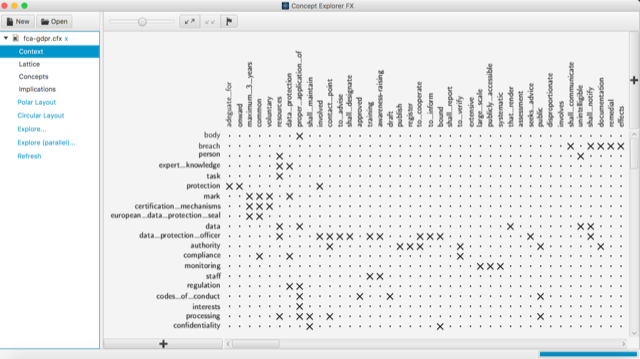 Concept Explorer FX
New Open
fca-gdpr.cfx x
Context
Lattice
Concepts
Implications
Polar Layout
Circular Layout
Explore...
Explore (parallel)...
Refresh
adequate...for
onward
maximum...3...years
common
voluntary
resources
data...protection
proper...application...of
shall...maintain
involved
contact...point
to...advise
shall...designate
approved
training
awareness-raising
draft
publish
register
to...cooperate
to...inform
bound
shall...report
to...verify
extensive
large...scale
publicly...accessible
systematic
that...render
assessment
seeks...advice
public
disproportionate
involves
shall...communicate
unintelligible
shall...notify
documentation
remedial
effects
body
breach
person
expert...knowledge
task
protection
mark
certification...mechanisms
european...data...protection...seal
data
data...protection...officer
authority
compliance
monitoring
staff
regulation
codes...of...conduct
interests
processing
confidentiality